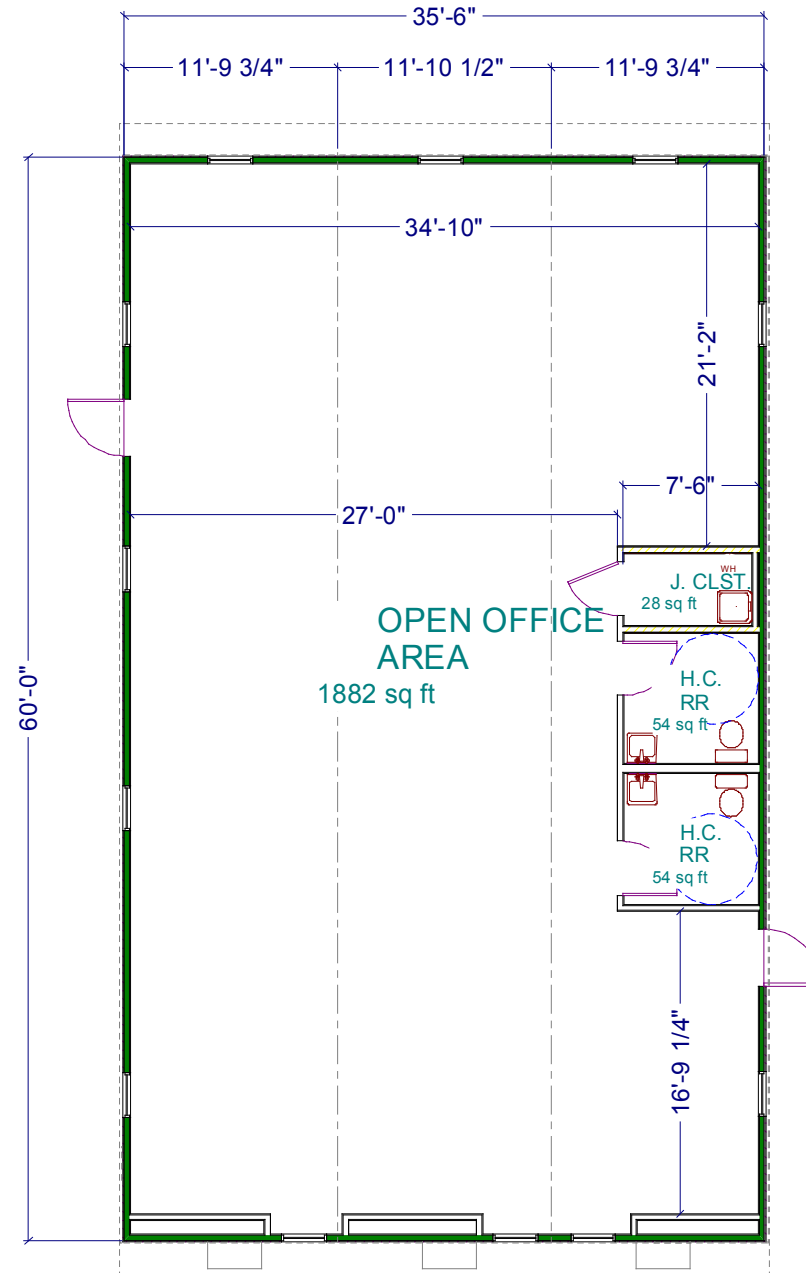 35'-6"
11'-9 3/4"
11'-10 1/2"
11'-9 3/4"
34'-10"
21'-2"
7'-6"
27'-0"
WH
J. CLST.
28 sq ft
OPEN OFFICE
AREA
1882 sq ft
60'-0"
H.C.
RR
54 sq ft
H.C.
RR
54 sq ft
16'-9 1/4"